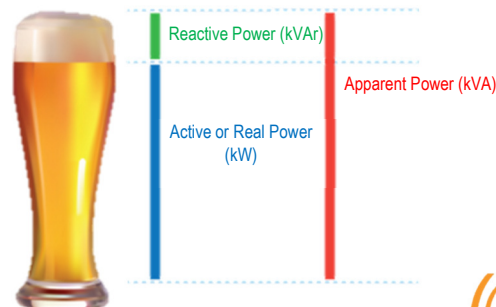 Reactive Power (kVAr)
Apparent Power (kVA)
Active or Real Power
(kW)